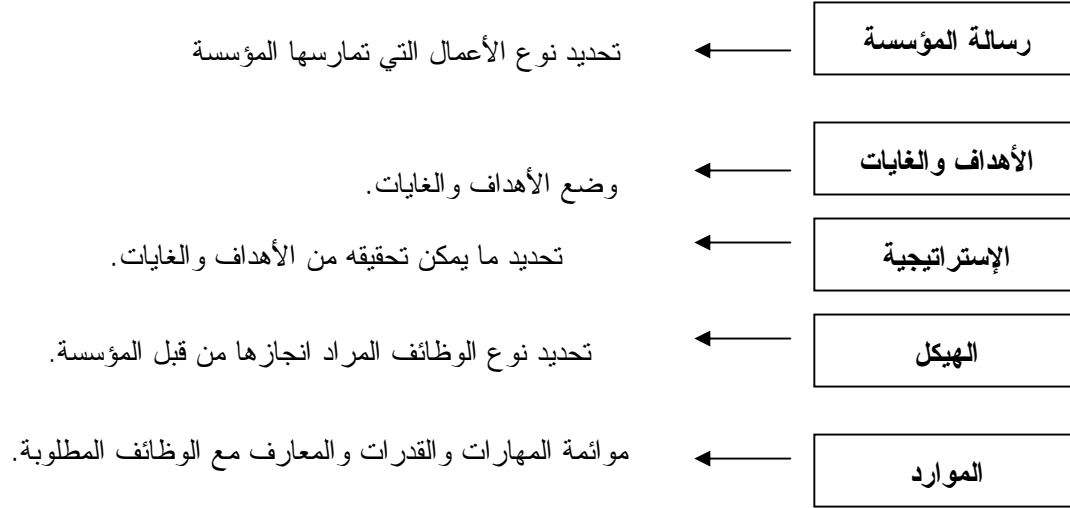 رسالة المؤسسة
تحديد نوع الأعمال التي تمارسها المؤسسة
الأهداف والغايات
وضع الأهداف والغايات.
الإستراتيجية
تحديد ما يمكن تحقيقه من الأهداف والغايات.
الهيكل
تحديد نوع الوظائف المراد انجازها من قبل المؤسسة.
الموارد
موائمة المهارات والقدرات والمعارف مع الوظائف المطلوبة.